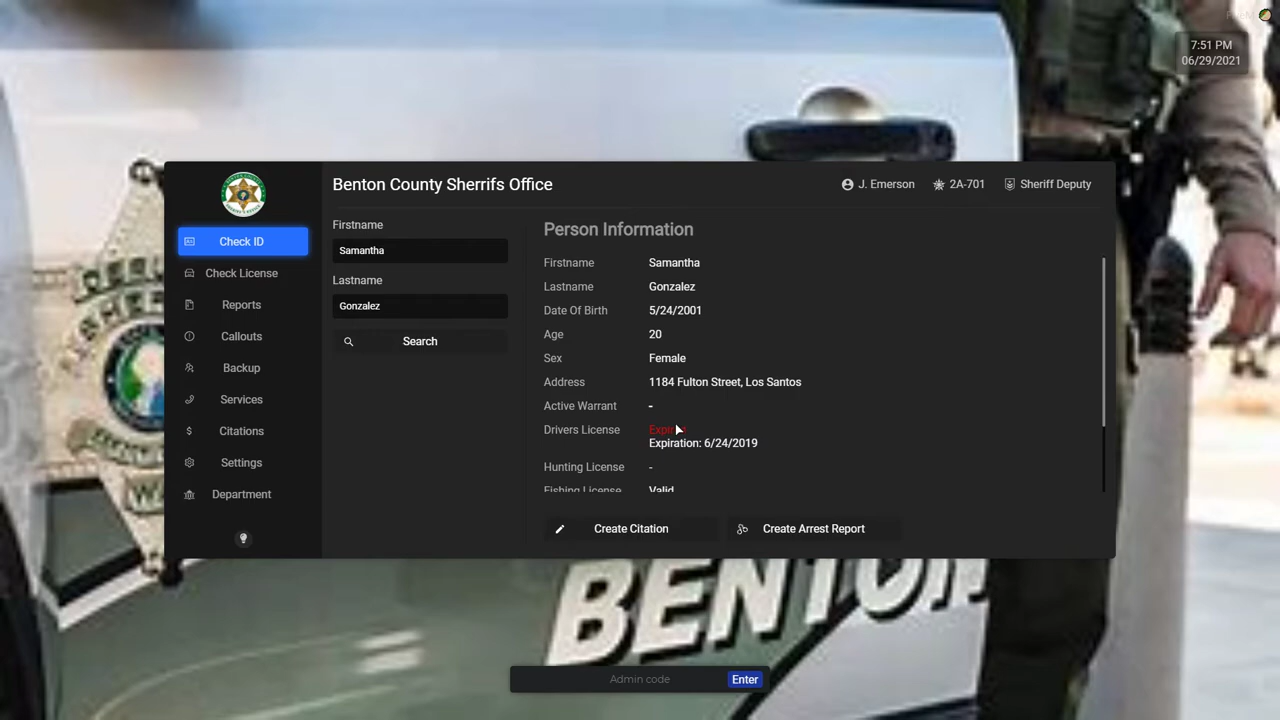 7:51 PM
06/29/2021
Benton County Sherrifs Office
J. Emerson
2A-701
Sheriff Deputy
Check ID
Check License
Reports
Callouts
Backup
Services
Citations
Settings
Department
Firstname
Samantha
Lastname
Gonzalez
Search
Person Information
Firstname Samantha
Lastname Gonzalez
Date Of Birth 5/24/2001
Age 20
Sex Female
Address 1184 Fulton Street, Los Santos
Active Warrant -
Drivers License
Expiration: 6/24/2019
Hunting License -
Fishing License Valid
Create Citation
Create Arrest Report
BENTON
Admin code
Enter